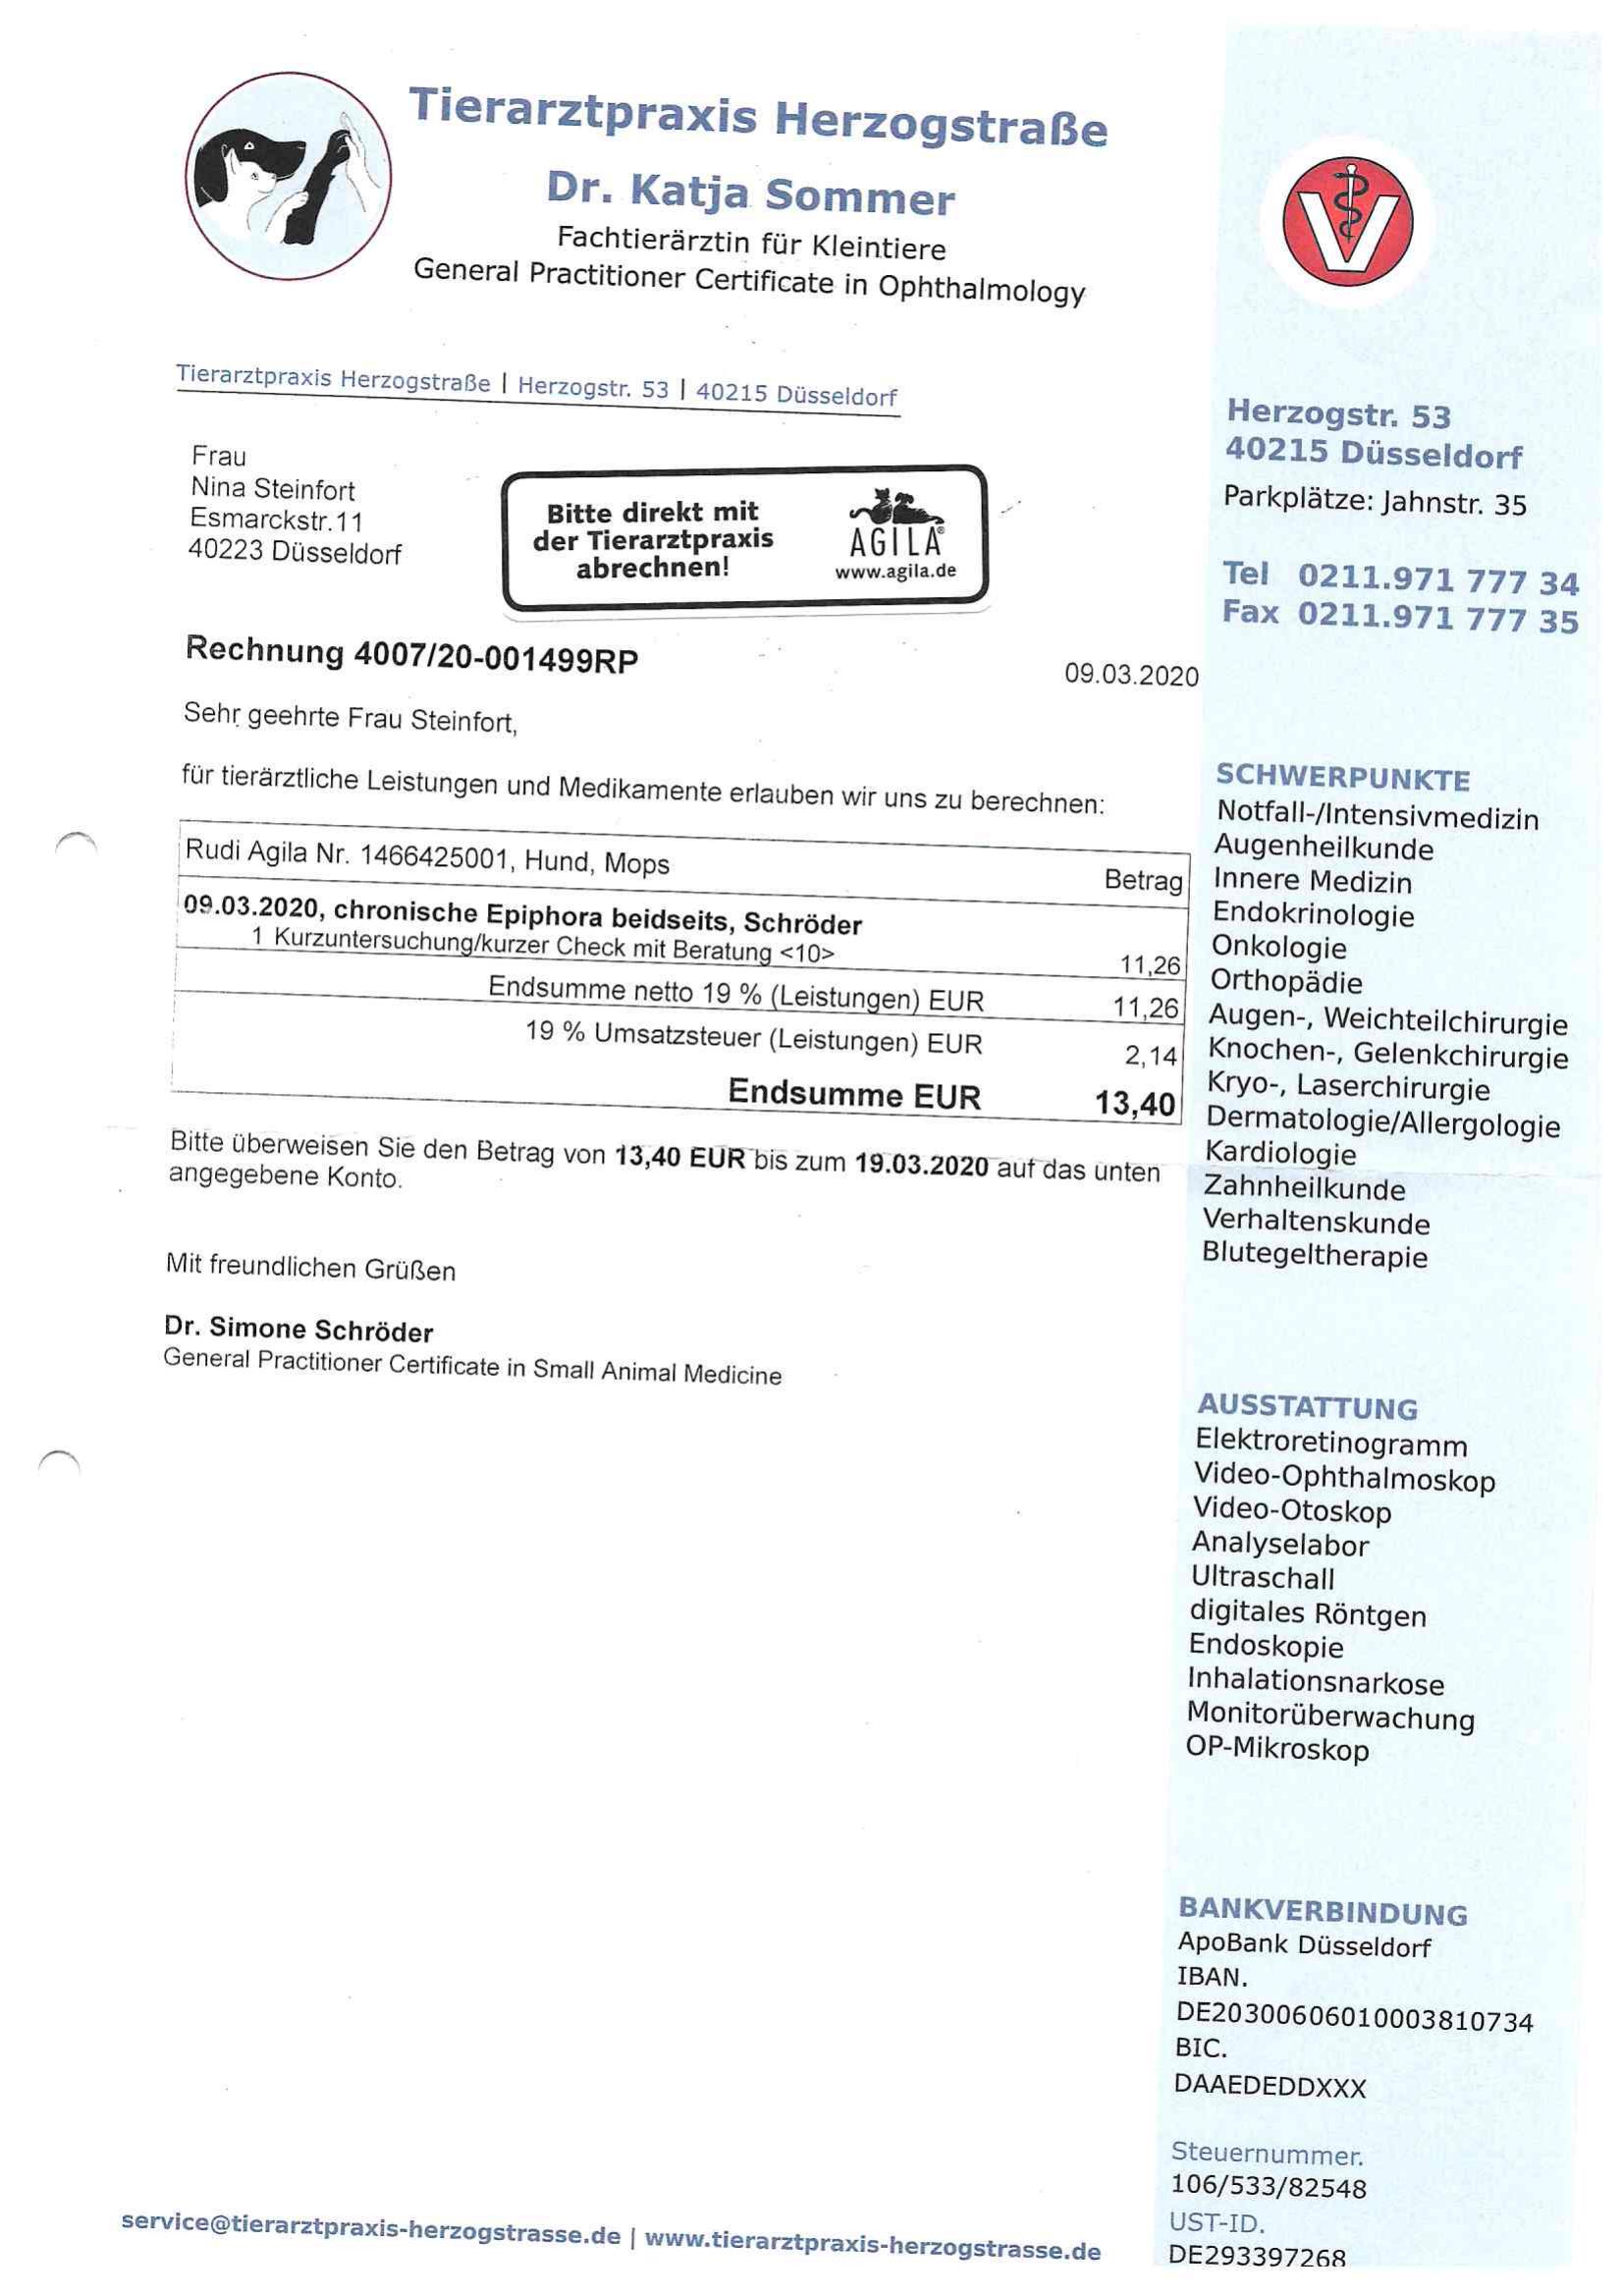 Tierarztpraxis Herzogstraße
Dr. Katja Sommer
Fachtierärztin für Kleintiere
General Practitioner Certificate in Ophthalmology
V
Tierarztpraxis Herzogstraße | Herzogstr. 53 | 40215 Düsseldorf
Frau
Nina Steinfort
Esmarckstr.11
40223 Düsseldorf
Bitte direkt mit
der Tierarztpraxis
abrechnen!
AGILA®
www.agila.de
Rechnung 4007/20-001499RP
09.03.2020
Sehr geehrte Frau Steinfort,
für tierärztliche Leistungen und Medikamente erlauben wir uns zu berechnen:
Rudi Agila Nr. 1466425001, Hund, Mops Betrag
09.03.2020, chronische Epiphora beidseits, Schröder
1 Kurzuntersuchung/kurzer Check mit Beratung <10> 11,26
Endsumme netto 19 % (Leistungen) EUR 11,26
19 % Umsatzsteuer (Leistungen) EUR 2,14
Endsumme EUR 13,40
Bitte überweisen Sie den Betrag von 13,40 EUR bis zum 19.03.2020 auf das unten
angegebene Konto.
Mit freundlichen Grüßen
Dr. Simone Schröder
General Practitioner Certificate in Small Animal Medicine
Herzogstr. 53
40215 Düsseldorf
Parkplätze: Jahnstr. 35
Tel 0211.971 777 34
Fax 0211.971 777 35
SCHWERPUNKTE
Notfall-/Intensivmedizin
Augenheilkunde
Innere Medizin
Endokrinologie
Onkologie
Orthopädie
Augen-, Weichteilchirurgie
Knochen-, Gelenkchirurgie
Kryo-, Laserchirurgie
Dermatologie/Allergologie
Kardiologie
Zahnheilkunde
Verhaltenskunde
Blutegeltherapie
AUSSTATTUNG
Elektroretinogramm
Video-Ophthalmoskop
Video-Otoskop
Analyselabor
Ultraschall
digitales Röntgen
Endoskopie
Inhalationsnarkose
Monitorüberwachung
OP-Mikroskop
BANKVERBINDUNG
ApoBank Düsseldorf
IBAN.
DE20300606010003810734
BIC.
DAAEDEDDXXX
Steuernummer.
106/533/82548
UST-ID.
DE293397268
service@tierarztpraxis-herzogstrasse.de | www.tierarztpraxis-herzogstrasse.de